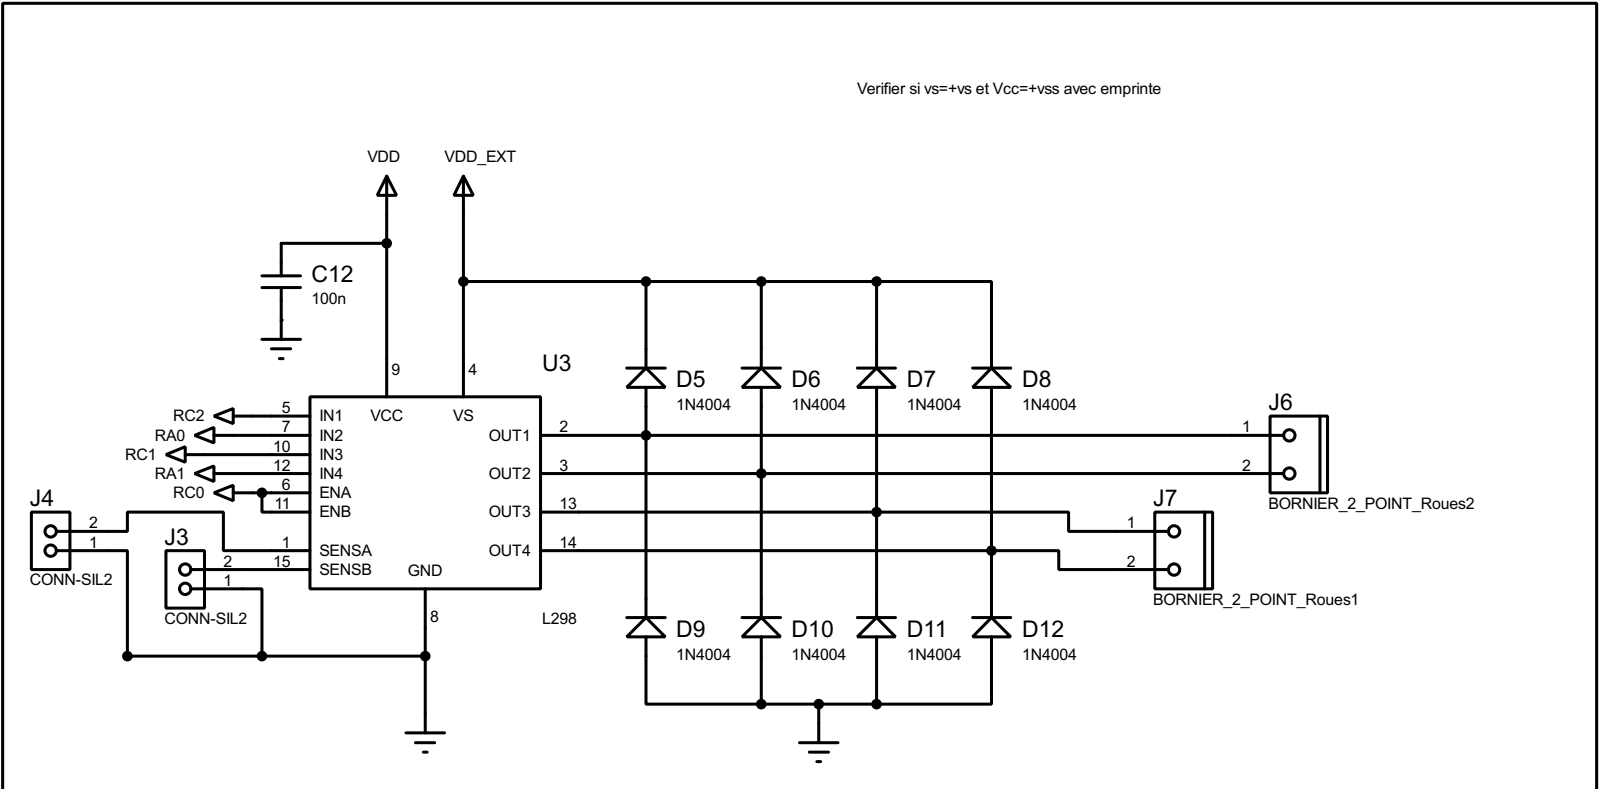 Verifier si vs=+vs et Vcc=+vss avec emprinte
VDD
VDD_EXT
C12
100n
9
4
U3
D5
1N4004
D6
1N4004
D7
1N4004
D8
1N4004
RC2
5
IN1
VCC
VS
RA0
7
IN2
OUT1
2
RC1
10
IN3
RA1
12
IN4
OUT2
3
RC0
6
ENA
11
ENB
OUT3
13
1
SENSA
OUT4
14
15
SENSB
GND
8
L298
J4
2
1
CONN-SIL2
J3
2
1
CONN-SIL2
J6
1
2
BORNIER_2_POINT_Roues2
J7
1
2
BORNIER_2_POINT_Roues1
D9
1N4004
D10
1N4004
D11
1N4004
D12
1N4004